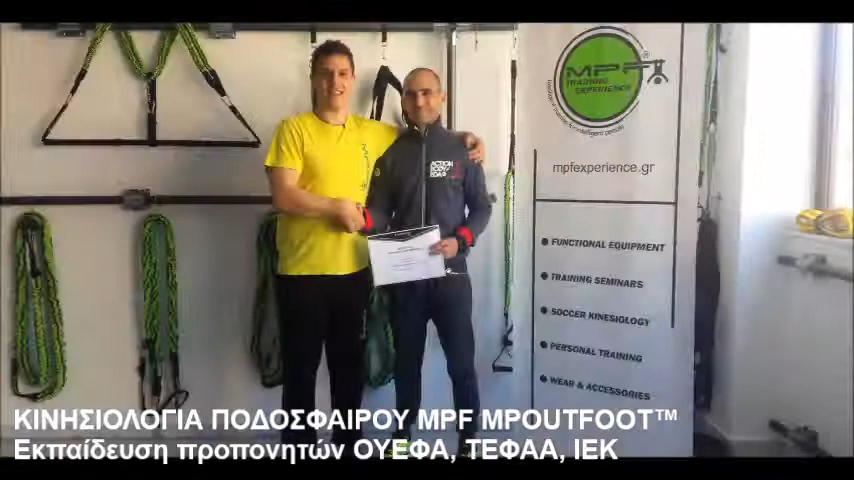 MPF
TRAINING
EXPERIENCE
mpfexperience.gr
FUNCTIONAL EQUIPMENT
TRAINING SEMINARS
SOCCER KINESIOLOGY
PERSONAL TRAINING
WEAR & ACCESSORIES
ACTION
ΚΙΝΗΣΙΟΛΟΓΙΑ ΠΟΔΟΣΦΑΙΡΟΥ MPF MPOUTFOOT™
Εκπαίδευση προπονητών ΟΥΕΦΑ, ΤΕΦΑΑ, ΙΕΚ